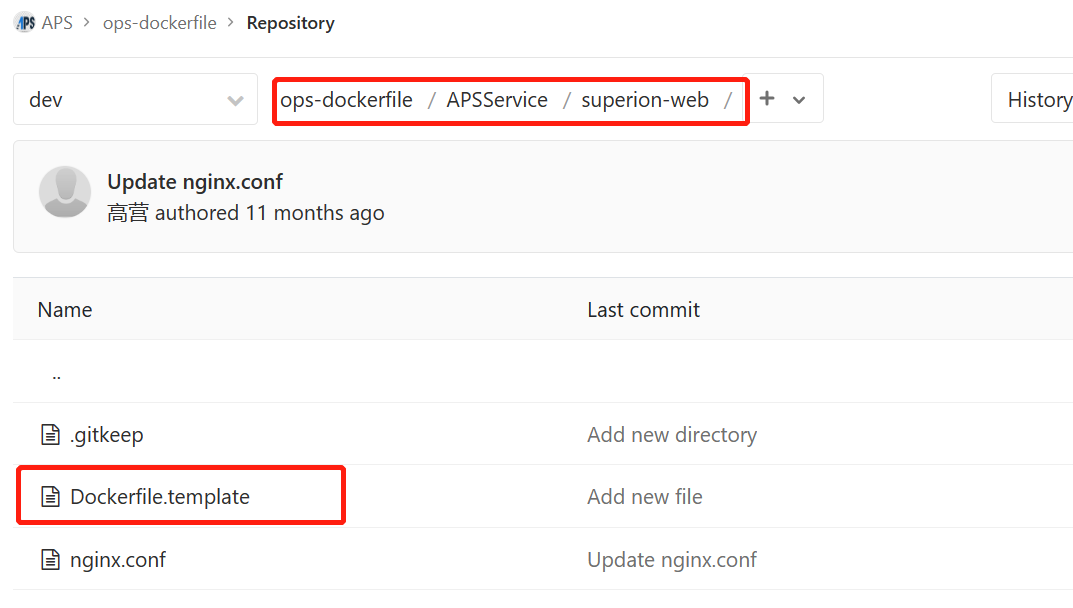 APS APS > ops-dockerfile > Repository
dev
ops-dockerfile / APSService / superion-web /
+
History
Update nginx.conf
高营 authored 11 months ago
Name Last commit
..
.gitkeep Add new directory
Dockerfile.template Add new file
nginx.conf Update nginx.conf